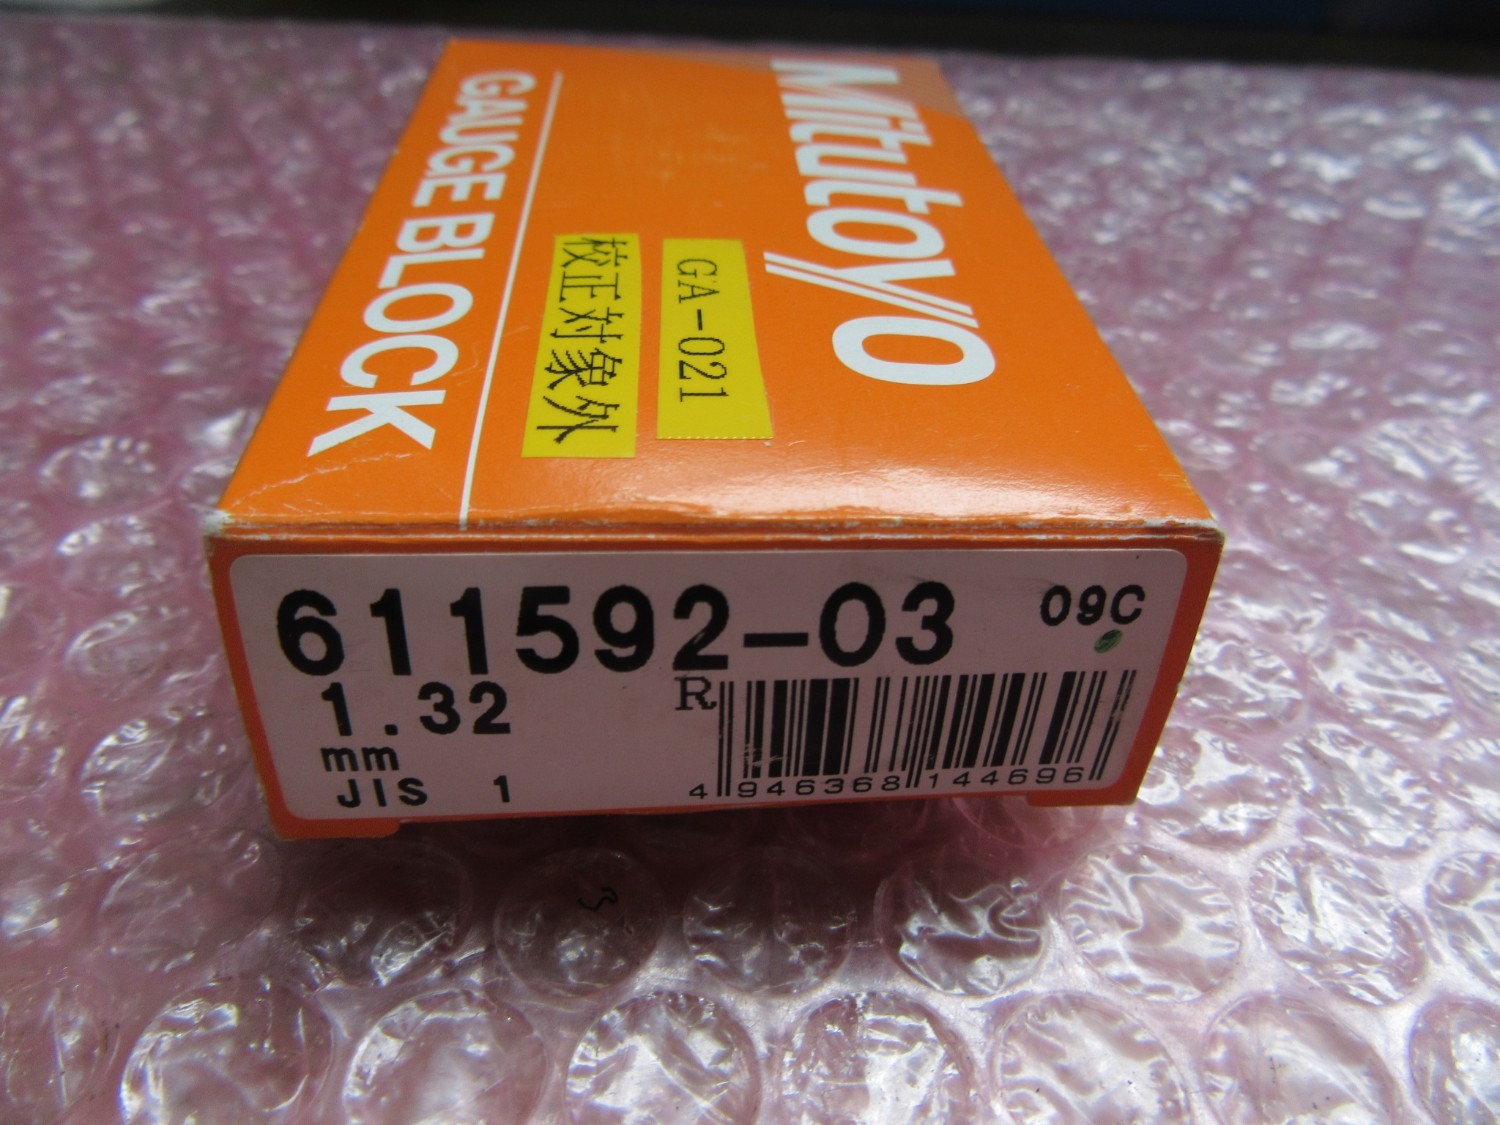 Mitutoyo
GA-021
校正対象外
GAUGE BLOCK
611592-03
09C
1.32
R
mm
JIS 1
4 946368 144696